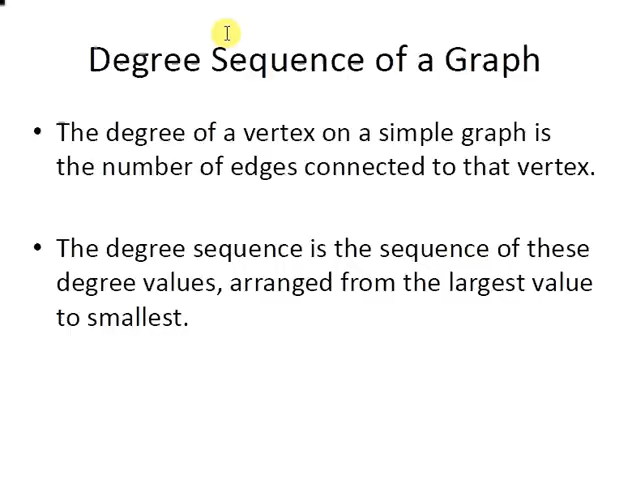 Degree Sequence of a Graph
• The degree of a vertex on a simple graph is
the number of edges connected to that vertex.
• The degree sequence is the sequence of these
degree values, arranged from the largest value
to smallest.